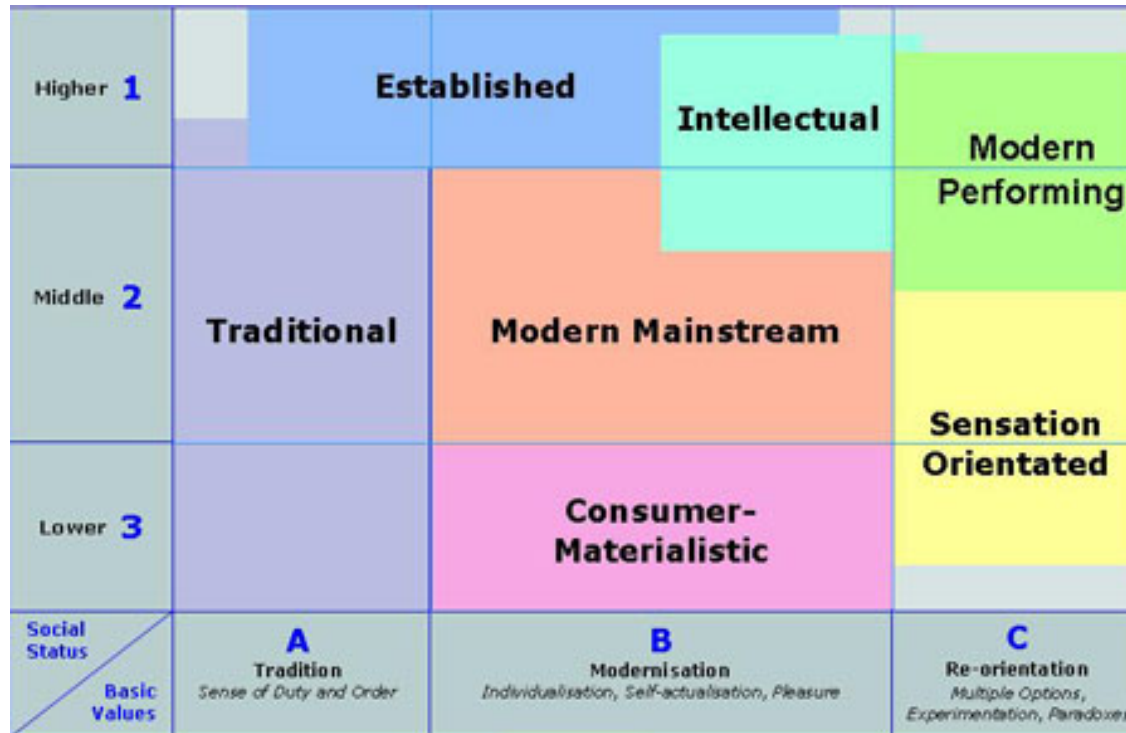 Higher 1
Established
Intellectual
Modern
Performing
Middle 2
Traditional
Modern Mainstream
Sensation
Orientated
Lower 3
Consumer-
Materialistic
Social
Status
Basic
Values
A
Tradition
Sense of Duty and Order
B
Modernisation
Individualisation, Self-actualisation, Pleasure
C
Re-orientation
Multiple Options,
Experimentation, Paradoxes